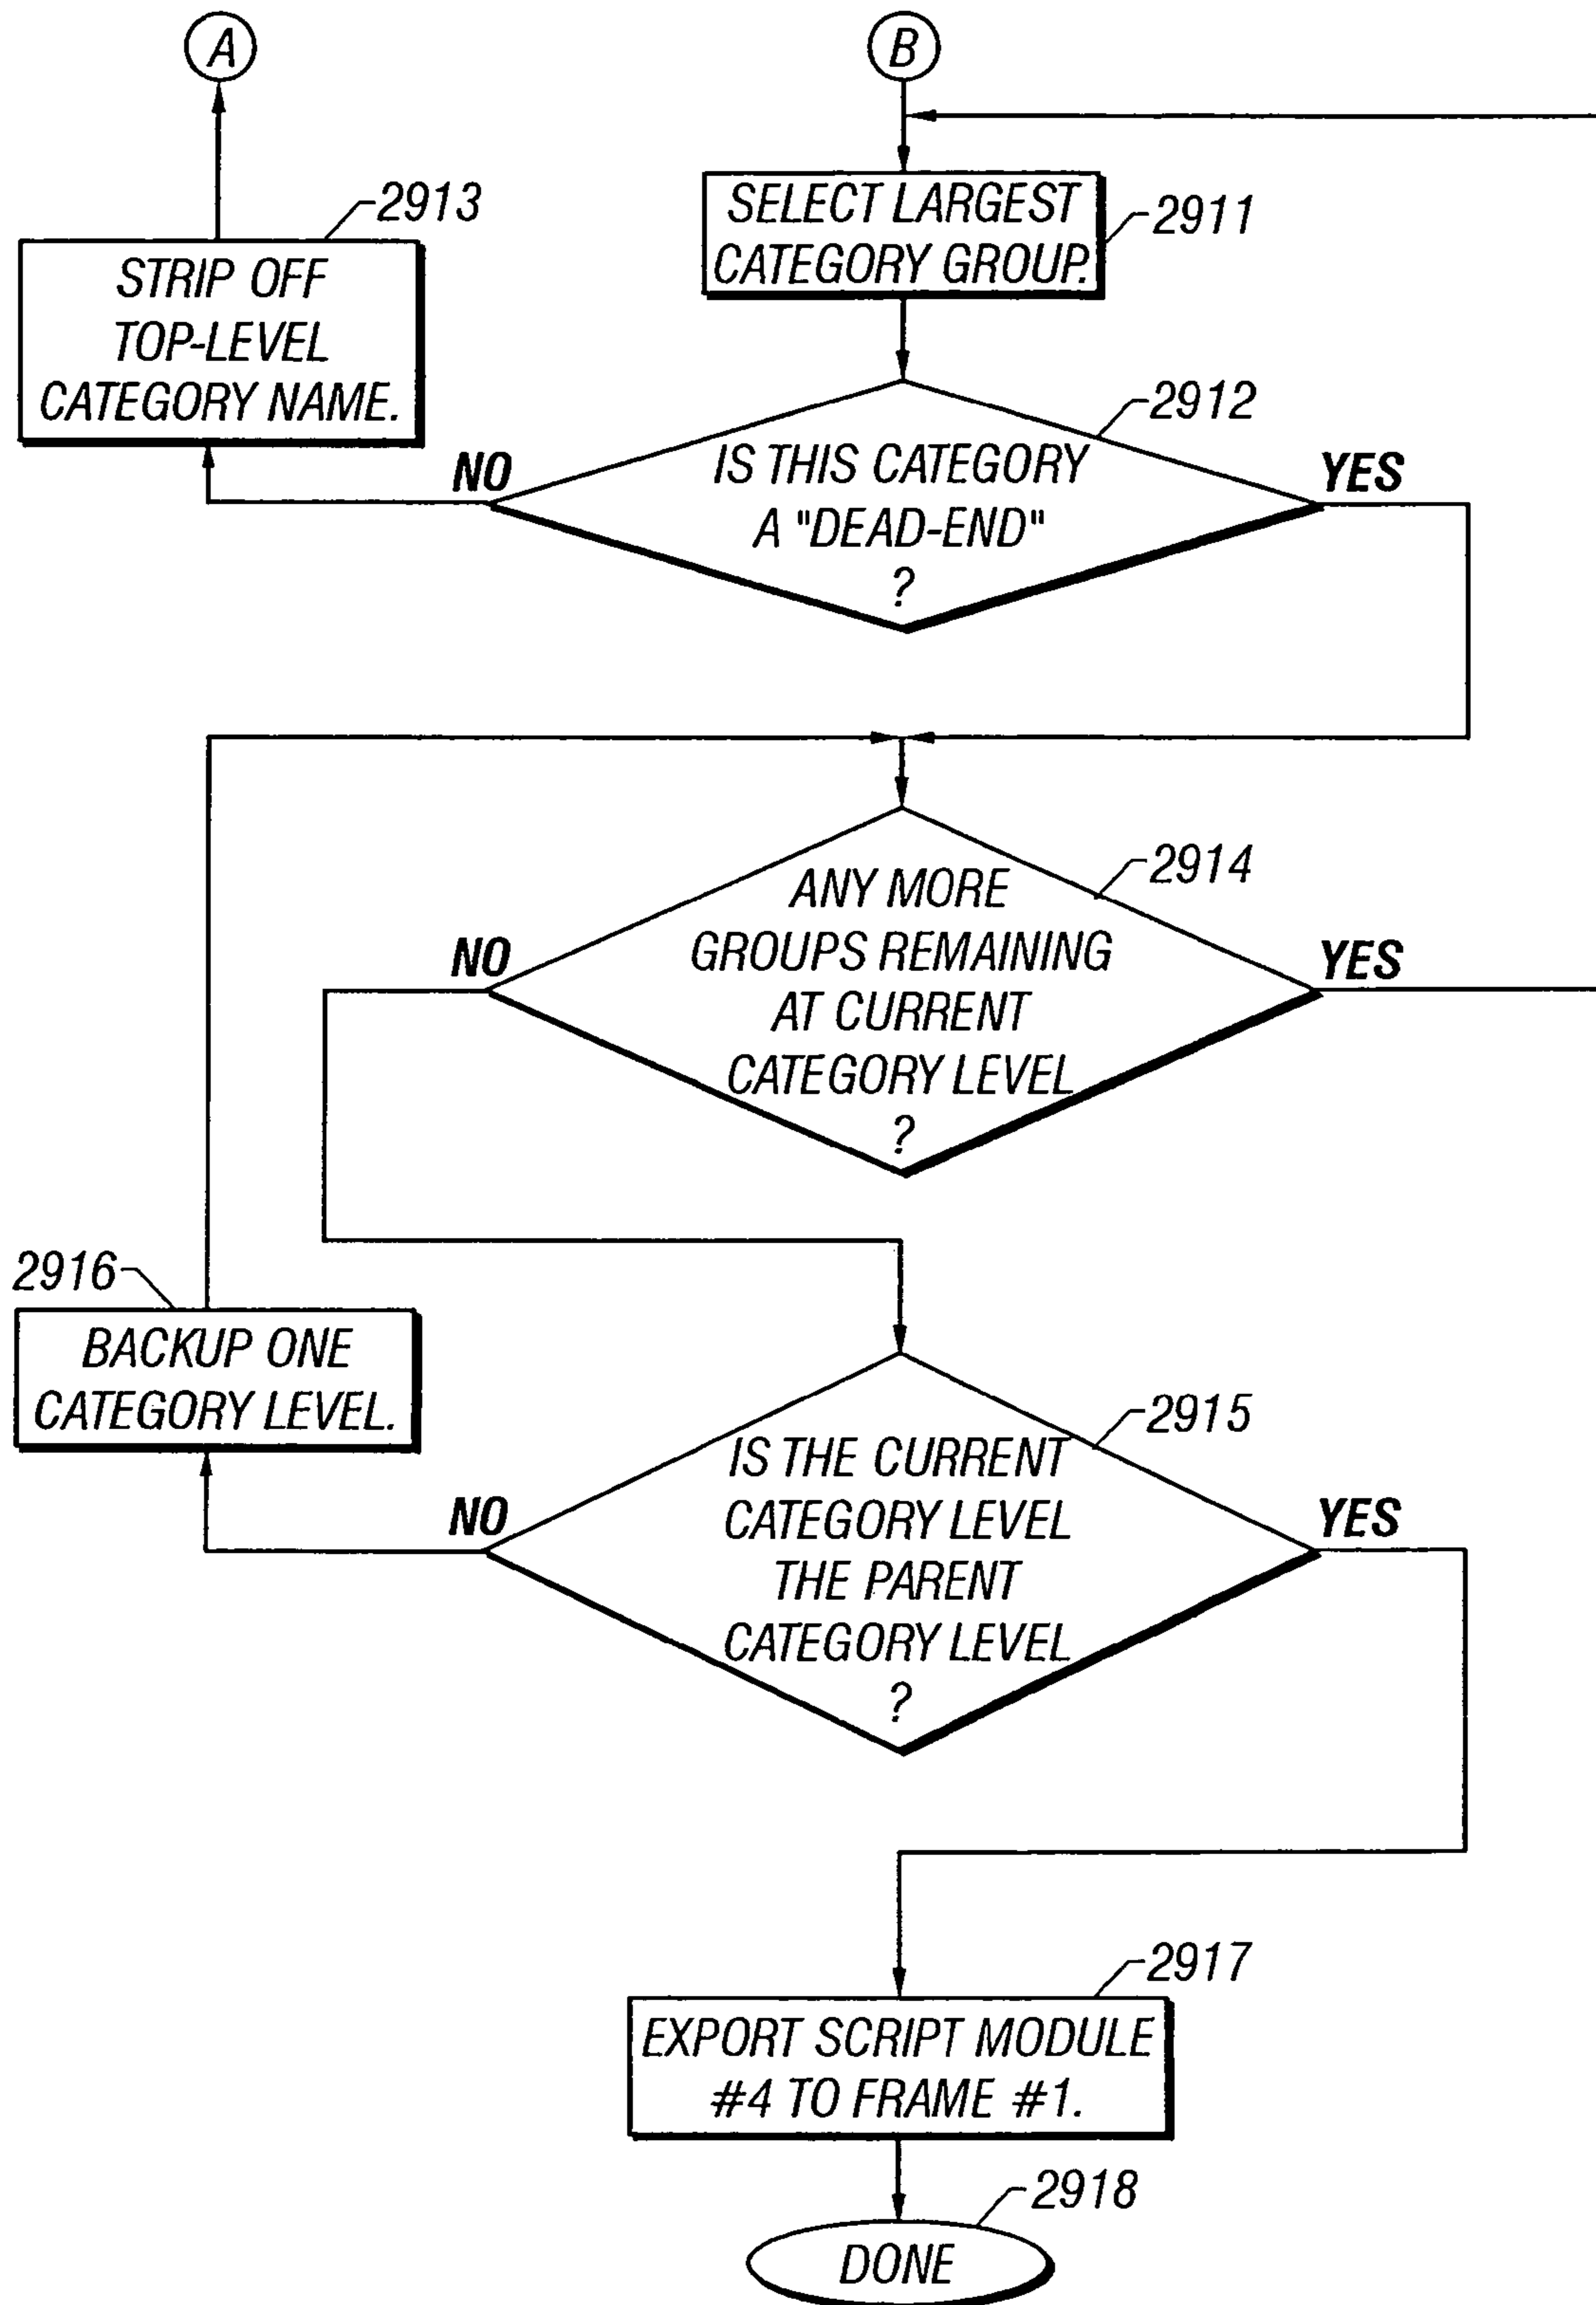 A
B
2913
STRIP OFF
TOP-LEVEL
CATEGORY NAME.
SELECT LARGEST
CATEGORY GROUP.
2911
2912
IS THIS CATEGORY
A "DEAD-END"
?
NO
YES
2914
ANY MORE
GROUPS REMAINING
AT CURRENT
CATEGORY LEVEL
?
NO
YES
2916
BACKUP ONE
CATEGORY LEVEL.
2915
IS THE CURRENT
CATEGORY LEVEL
THE PARENT
CATEGORY LEVEL
?
NO
YES
2917
EXPORT SCRIPT MODULE
#4 TO FRAME #1.
2918
DONE